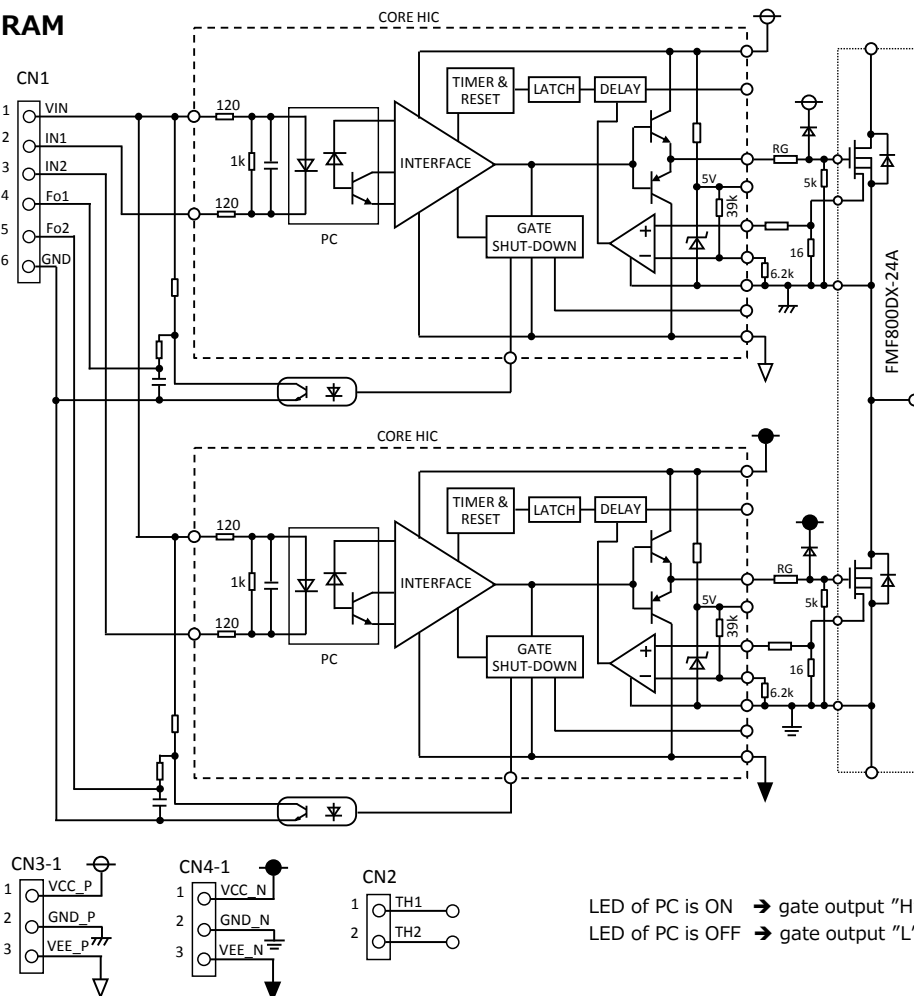 RAM
CORE HIC
CN1
1 VIN
2 IN1
3 IN2
4 Fo1
5 Fo2
6 GND
120
1k
120
PC
INTERFACE
TIMER &
RESET
LATCH
DELAY
GATE
SHUT-DOWN
5V
39k
6.2k
RG
5k
16
FMF800DX-24A
CORE HIC
120
1k
120
PC
INTERFACE
TIMER &
RESET
LATCH
DELAY
GATE
SHUT-DOWN
5V
39k
6.2k
RG
5k
16
CN3-1
1 VCC_P
2 GND_P
3 VEE_P
CN4-1
1 VCC_N
2 GND_N
3 VEE_N
CN2
1 TH1
2 TH2
LED of PC is ON ➔ gate output ”H
LED of PC is OFF ➔ gate output ”L”